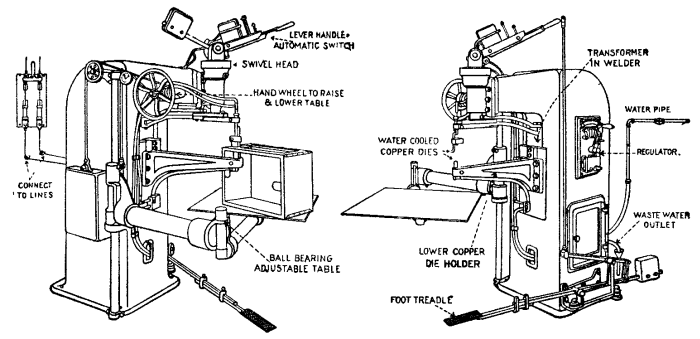 LEVER HANDLE &
AUTOMATIC SWITCH
SWIVEL HEAD
HAND WHEEL TO RAISE
& LOWER TABLE
CONNECT
TO LINES
BALL BEARING
ADJUSTABLE TABLE
TRANSFORMER
IN WELDER
WATER PIPE
WATER COOLED
COPPER DIES
REGULATOR
WASTE WATER
OUTLET
LOWER COPPER
DIE HOLDER
FOOT TREADLE